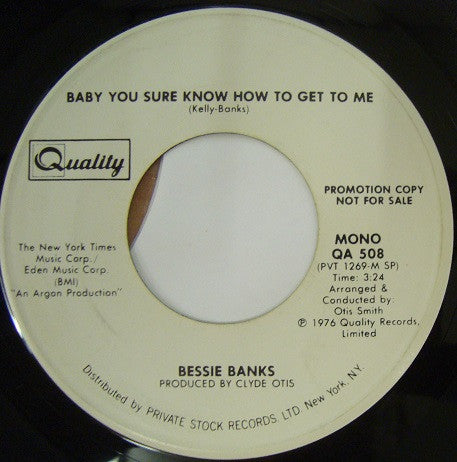 BABY YOU SURE KNOW HOW TO GET TO ME
(Kelly-Banks)
Quality
PROMOTION COPY
NOT FOR SALE
The New York Times
Music Corp./
Eden Music Corp.
(BMI)
"An Argon Production"
MONO
QA 508
(PVT 1269-M SP)
Time: 3:24
Arranged &
Conducted by:
Otis Smith
℗ 1976 Quality Records,
Limited
BESSIE BANKS
PRODUCED BY CLYDE OTIS
Distributed by PRIVATE STOCK RECORDS, LTD. New York, N.Y.